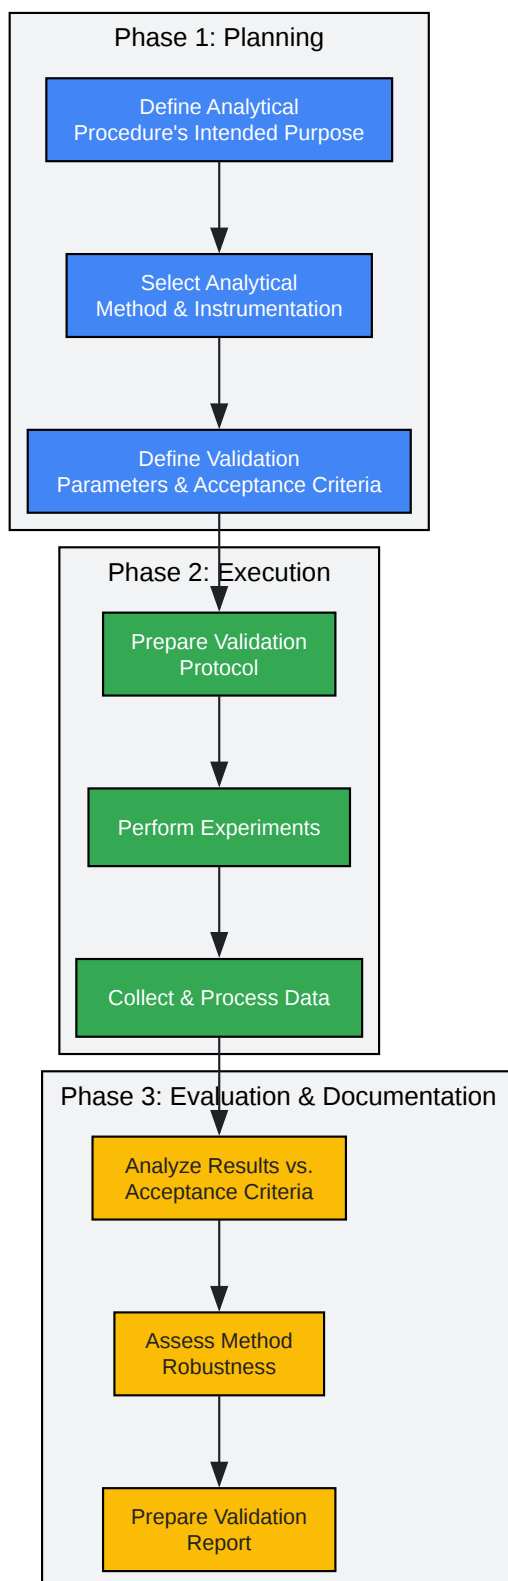 Phase 1: Planning
Define Analytical
Procedure's Intended Purpose
Select Analytical
Method & Instrumentation
Define Validation
Parameters & Acceptance Criteria
Phase 2: Execution
Prepare Validation
Protocol
Perform Experiments
Collect & Process Data
Phase 3: Evaluation & Documentation
Analyze Results vs.
Acceptance Criteria
Assess Method
Robustness
Prepare Validation
Report